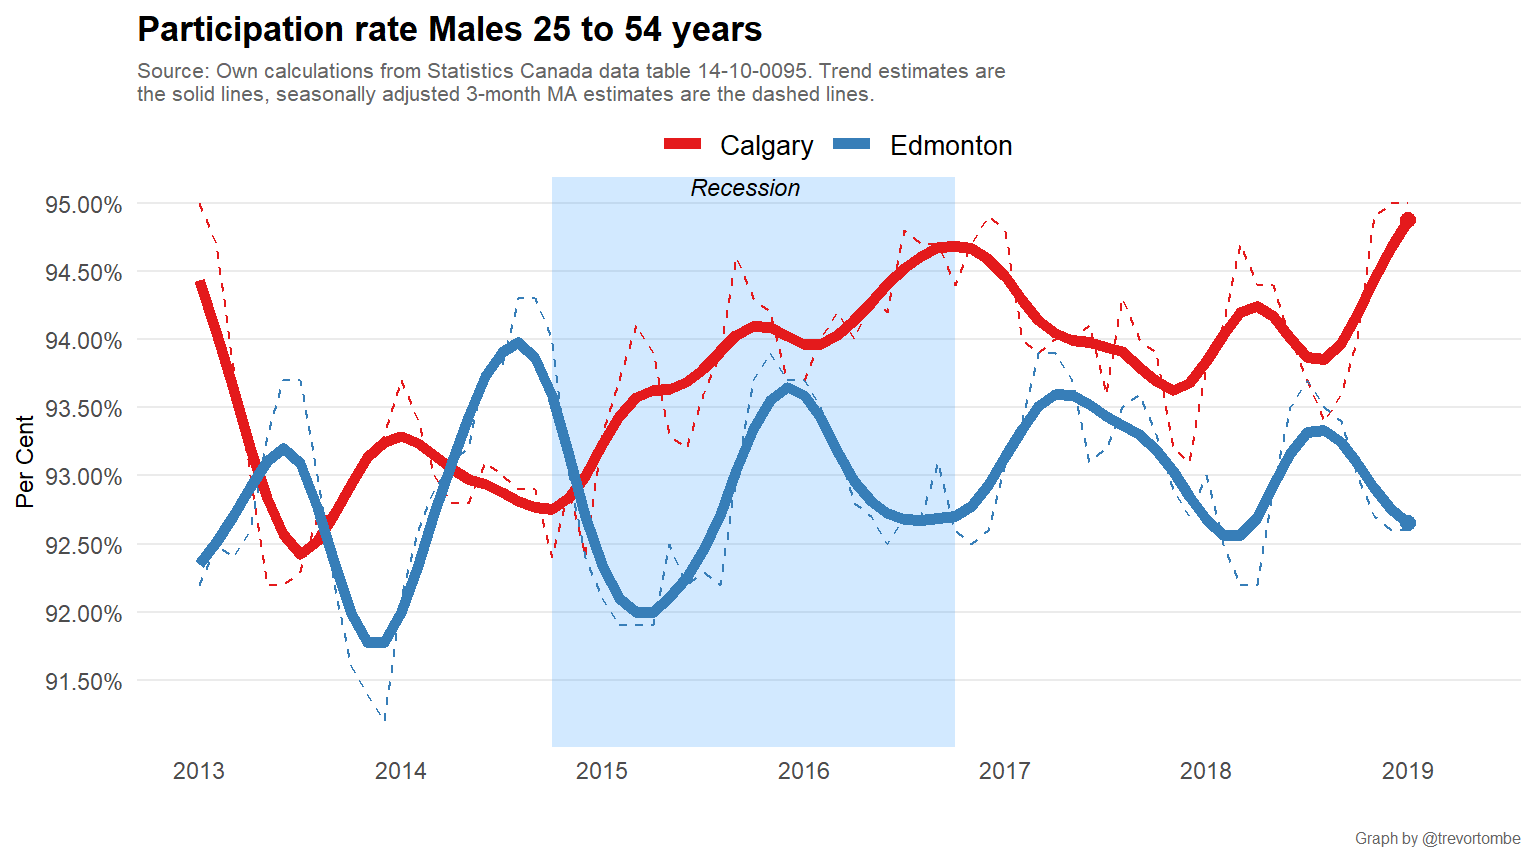 Participation rate Males 25 to 54 years
Source: Own calculations from Statistics Canada data table 14-10-0095. Trend estimates are
the solid lines, seasonally adjusted 3-month MA estimates are the dashed lines.
Calgary Edmonton
Recession
95.00%
94.50%
94.00%
93.50%
93.00%
92.50%
92.00%
91.50%
Per Cent
2013 2014 2015 2016 2017 2018 2019
Graph by @trevortombe